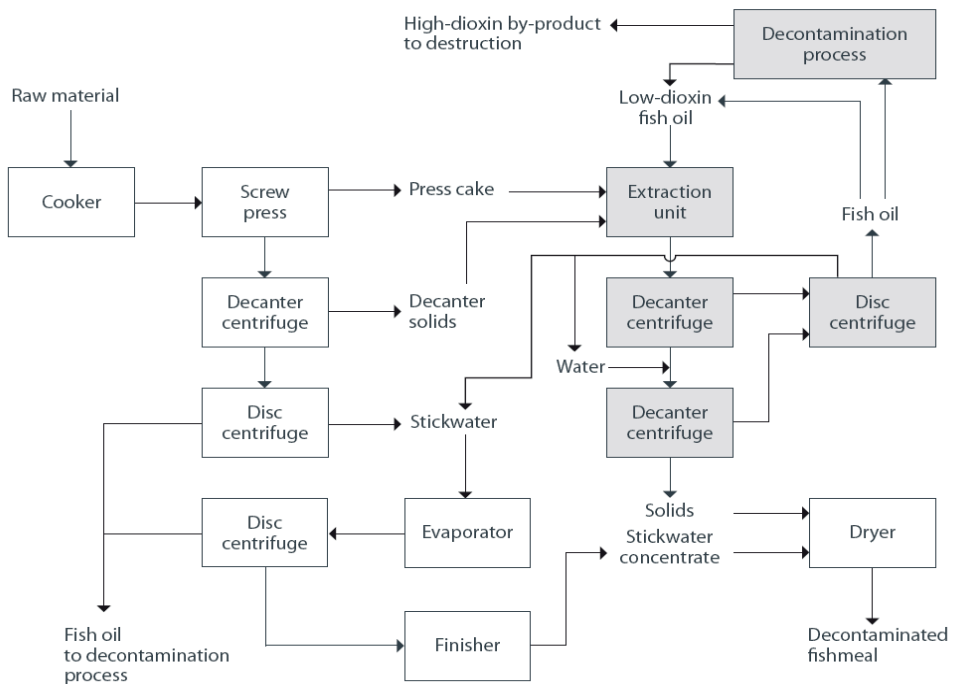 High-dioxin by-product
to destruction
Decontamination
process
Raw material
Low-dioxin
fish oil
Cooker
Screw
press
Press cake
Extraction
unit
Fish oil
Decanter
centrifuge
Decanter
solids
Decanter
centrifuge
Disc
centrifuge
Water
Disc
centrifuge
Stickwater
Decanter
centrifuge
Disc
centrifuge
Evaporator
Solids
Stickwater
concentrate
Dryer
Fish oil
to decontamination
process
Finisher
Decontaminated
fishmeal